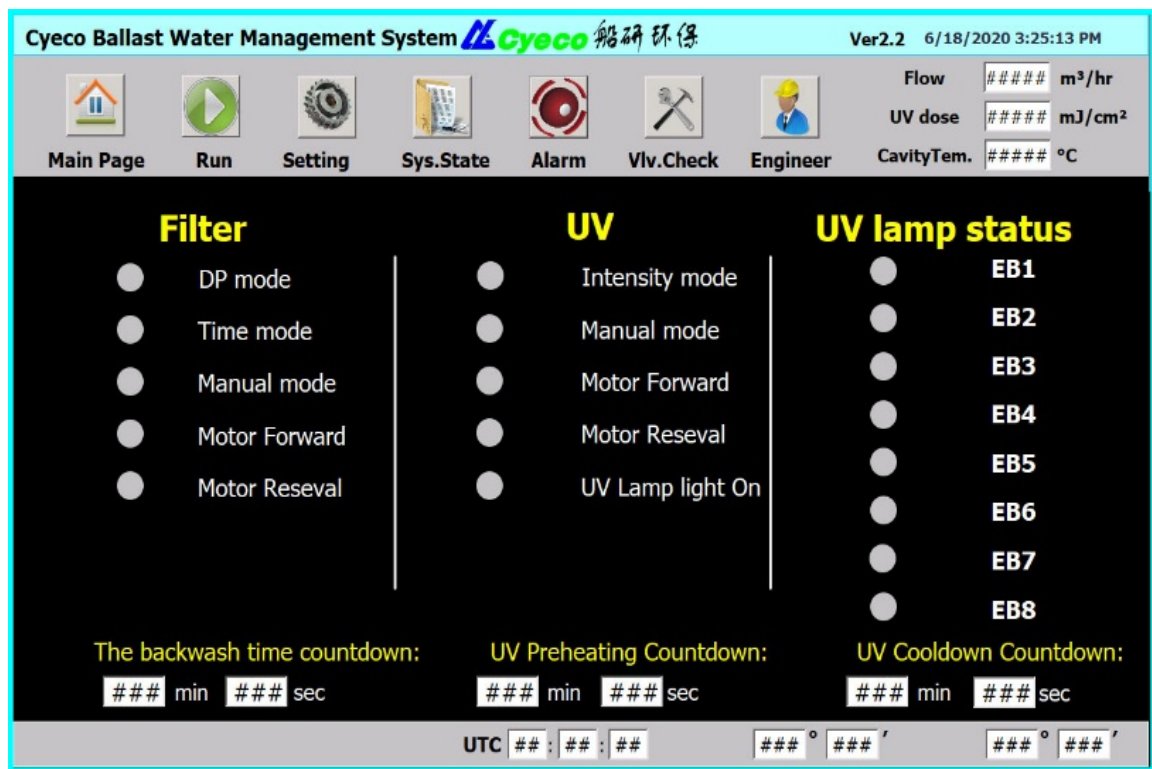 Cyeco Ballast Water Management System Cyeco 船研环保 Ver2.2 6/18/2020 3:25:13 PM
Flow ##### m³/hr
UV dose ##### mJ/cm²
CavityTem. ##### °C
Main Page Run Setting Sys.State Alarm Vlv.Check Engineer
Filter
DP mode
Time mode
Manual mode
Motor Forward
Motor Reseval
UV
Intensity mode
Manual mode
Motor Forward
Motor Reseval
UV Lamp light On
UV lamp status
EB1
EB2
EB3
EB4
EB5
EB6
EB7
EB8
The backwash time countdown:
### min ### sec
UV Preheating Countdown:
### min ### sec
UV Cooldown Countdown:
### min ### sec
UTC ## : ## : ## ### ° ### ′ ### ° ### ′